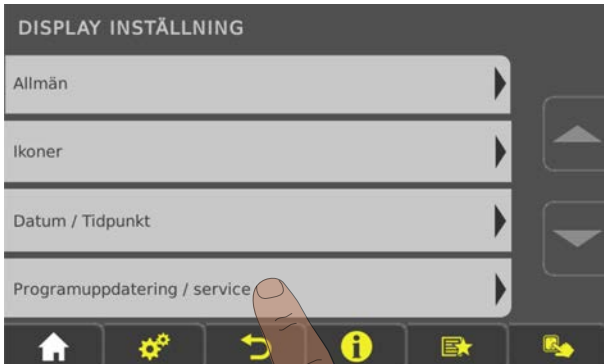 DISPLAY INSTÄLLNING
Allmän
Ikoner
Datum / Tidpunkt
Programuppdatering / service